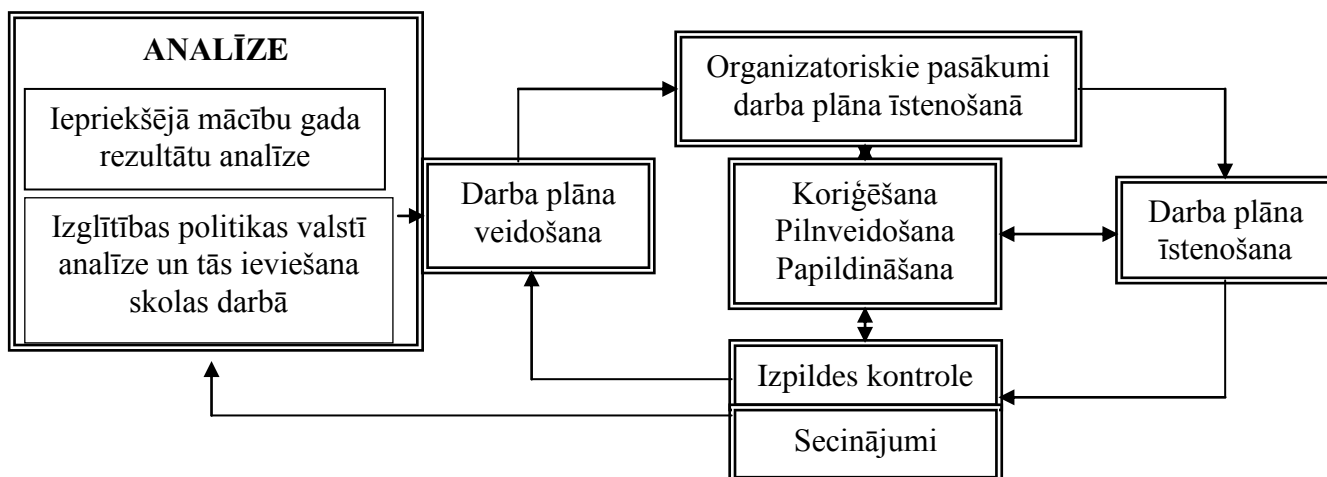 ANALĪZE
Iepriekšējā mācību gada
rezultātu analīze
Izglītības politikas valstī
analīze un tās ieviešana
skolas darbā
Darba plāna
veidošana
Organizatoriskie pasākumi
darba plāna īstenošanā
Koriģēšana
Pilnveidošana
Papildināšana
Darba plāna
īstenošana
Izpildes kontrole
Secinājumi